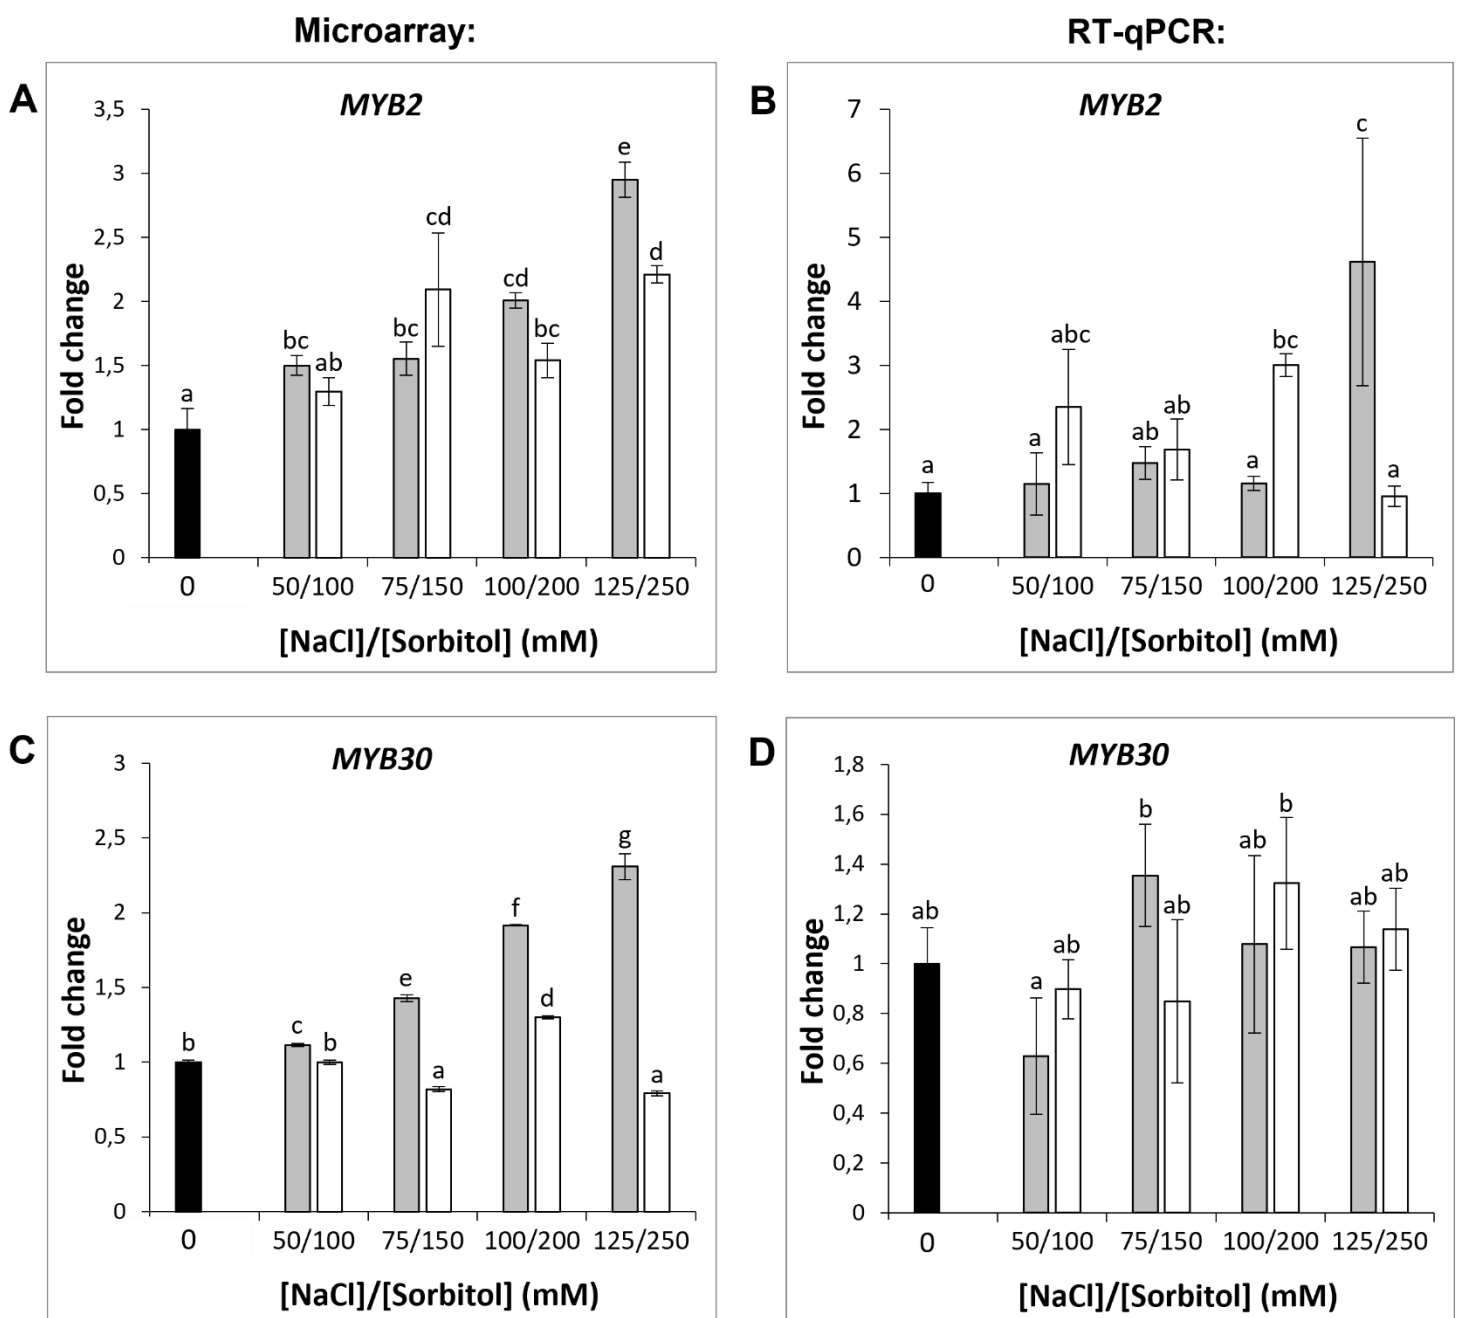 Microarray:
RT-qPCR:
A
MYB2
3,5
3
2,5
2
1,5
1
0,5
0
Fold change
a
bc
ab
bc
cd
cd
bc
e
d
0 50/100 75/150 100/200 125/250
[NaCl]/[Sorbitol] (mM)
B
MYB2
7
6
5
4
3
2
1
0
Fold change
a
a
abc
ab
ab
a
bc
c
a
0 50/100 75/150 100/200 125/250
[NaCl]/[Sorbitol] (mM)
C
MYB30
3
2,5
2
1,5
1
0,5
0
Fold change
b
c
b
e
a
f
d
g
a
0 50/100 75/150 100/200 125/250
[NaCl]/[Sorbitol] (mM)
D
MYB30
1,8
1,6
1,4
1,2
1
0,8
0,6
0,4
0,2
0
Fold change
ab
a
ab
b
ab
ab
b
ab
ab
0 50/100 75/150 100/200 125/250
[NaCl]/[Sorbitol] (mM)